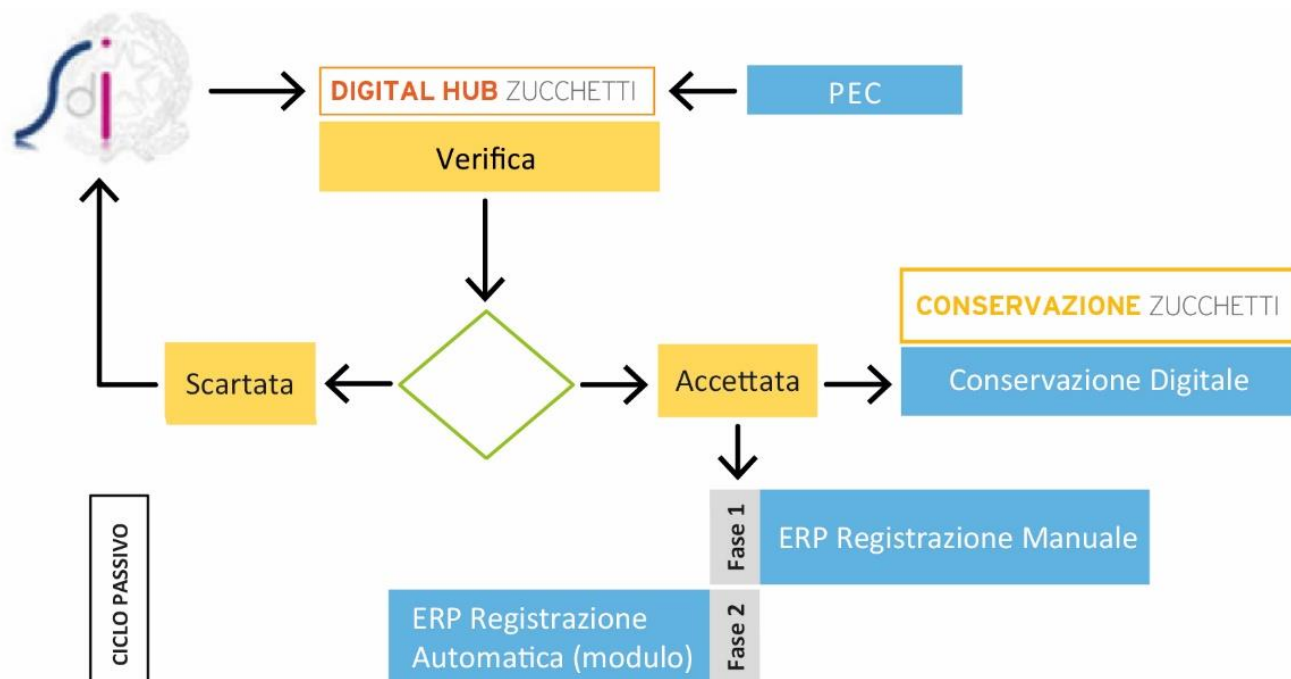 Sdi
DIGITAL HUB ZUCCHETTI
PEC
Verifica
CONSERVAZIONE ZUCCHETTI
Scartata
Accettata
Conservazione Digitale
CICLO PASSIVO
Fase 1
ERP Registrazione Manuale
ERP Registrazione
Automatica (modulo)
Fase 2